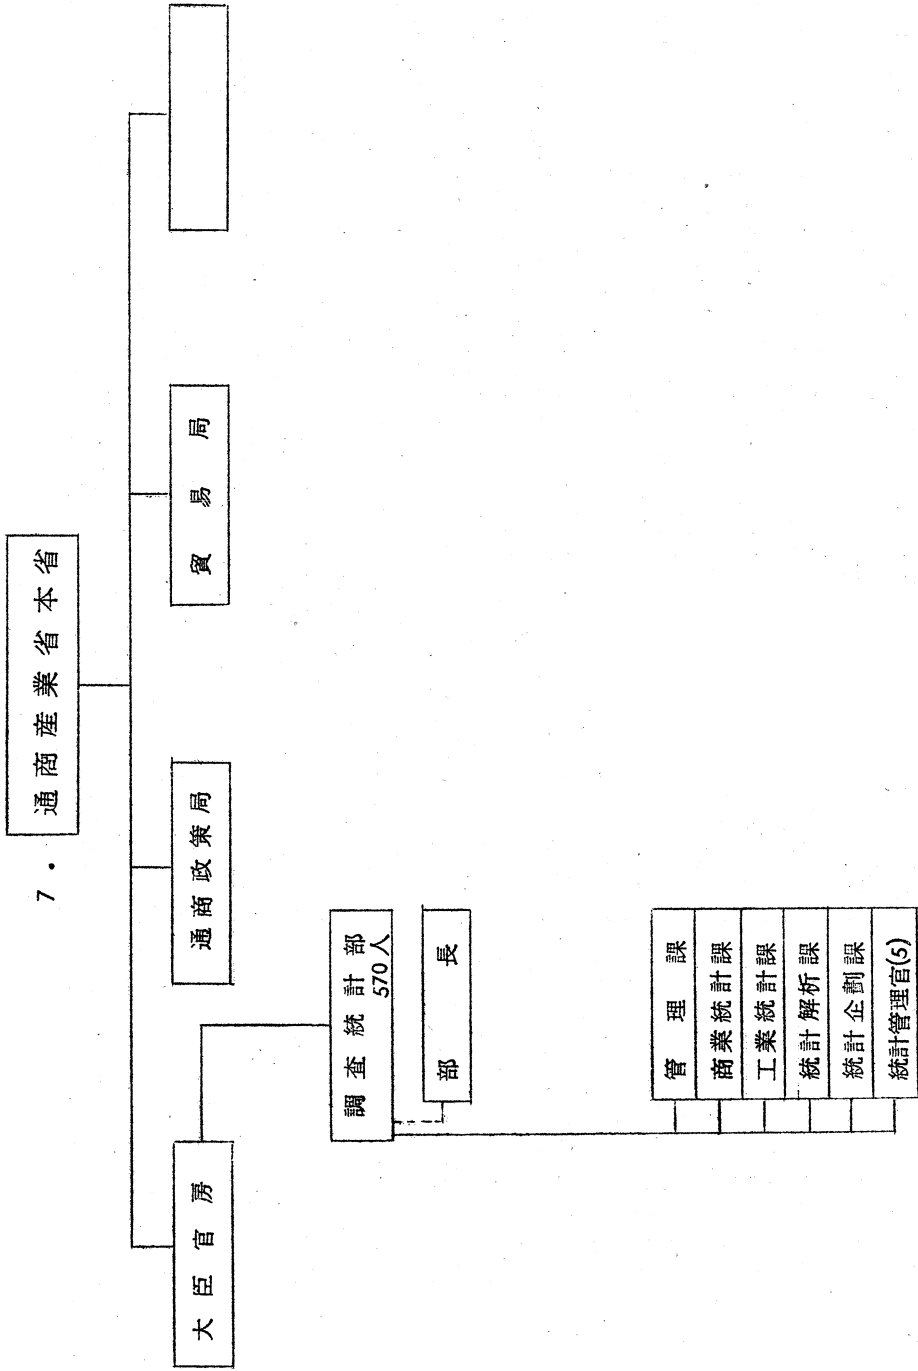 7. 通商産業省本省
大臣官房
通商政策局
貿易局
調査統計部
570人
部長
管理課
商業統計課
工業統計課
統計解析課
統計企劃課
統計管理官(5)